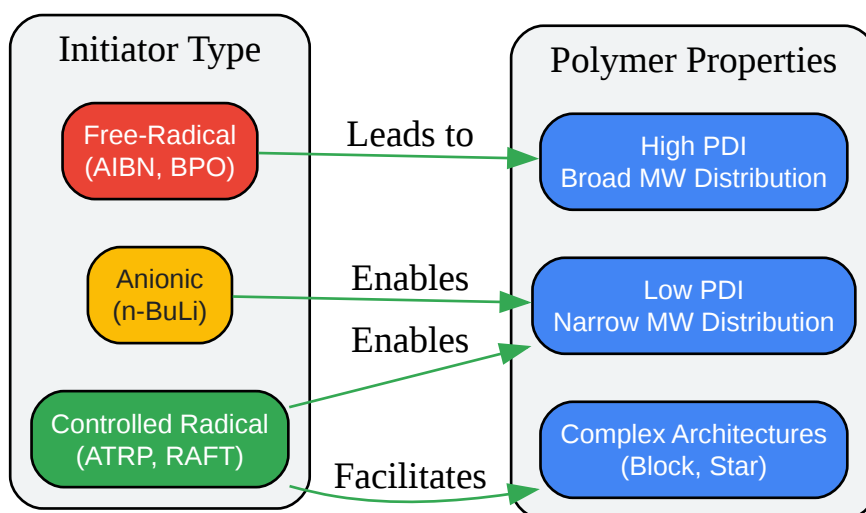 Initiator Type
Polymer Properties
Free-Radical
(AIBN, BPO)
Leads to
High PDI
Broad MW Distribution
Anionic
(n-BuLi)
Enables
Low PDI
Narrow MW Distribution
Enables
Controlled Radical
(ATRP, RAFT)
Facilitates
Complex Architectures
(Block, Star)